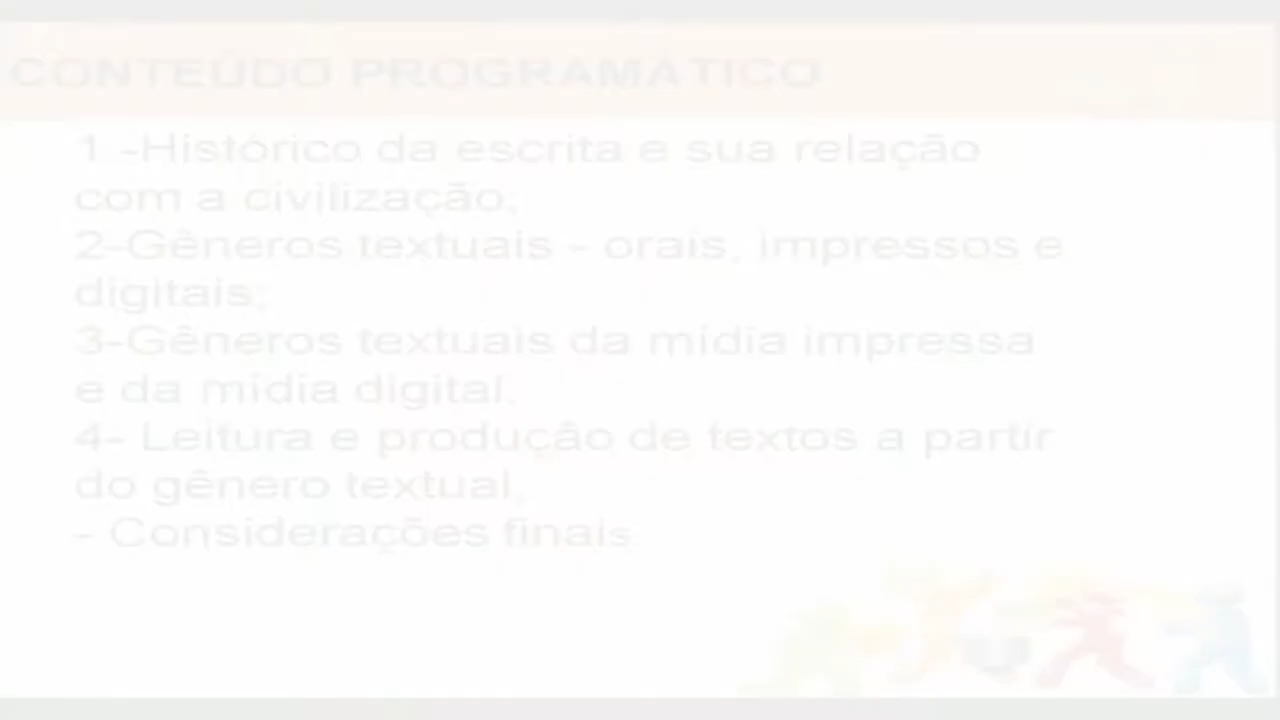 CONTEÚDO PROGRAMÁTICO
1 -Histórico da escrita e sua relação
com a civilização;
2-Gêneros textuais - orais, impressos e
digitais;
3-Gêneros textuais da mídia impressa
e da mídia digital.
4- Leitura e produção de textos a partir
do gênero textual,
- Considerações finais